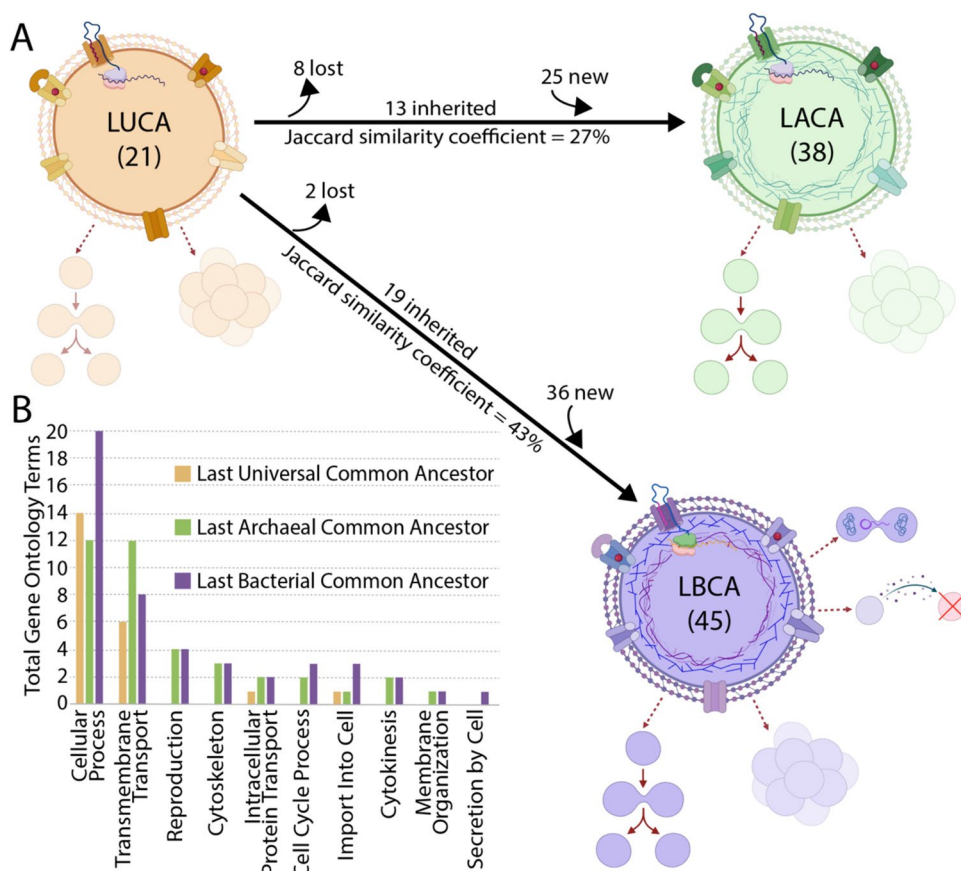 A
LUCA
(21)
8 lost
25 new
13 inherited
Jaccard similarity coefficient = 27%
LACA
(38)
2 lost
19 inherited
Jaccard similarity coefficient = 43%
36 new
LBCA
(45)
B
Total Gene Ontology Terms
20
18
16
14
12
10
8
6
4
2
0
Last Universal Common Ancestor
Last Archaeal Common Ancestor
Last Bacterial Common Ancestor
Cellular
Process
Transmembrane
Transport
Reproduction
Cytoskeleton
Intracellular
Protein Transport
Cell Cycle Process
Import Into Cell
Cytokinesis
Membrane
Organization
Secretion by Cell